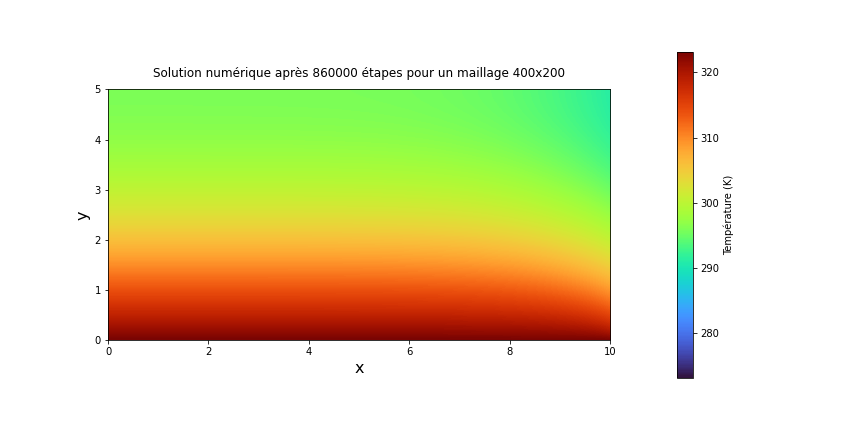 Solution numérique après 860000 étapes pour un maillage 400x200
5
4
3
2
1
0
y
0 2 4 6 8 10
x
320
310
300
290
280
Température (K)